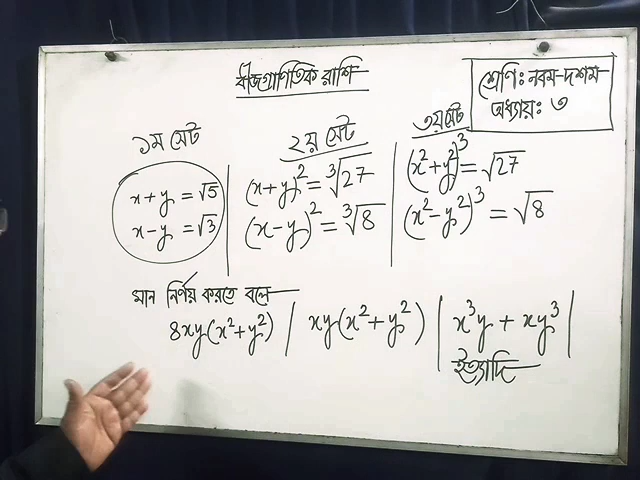 বীজগাণিতিক রাশি
শ্রেণি: নবম-দশম
অধ্যায়: ৩
১ম সেট
x+y = √5
x-y = √3
২য় সেট
(x+y)² = ∛27
(x-y)² = ∛8
৩য় সেট
(x²+y²)³ = √27
(x²-y²)³ = √8
মান নির্ণয় করতে বলে
8xy(x²+y²) | xy(x²+y²) | x³y + xy³ |
ইত্যাদি